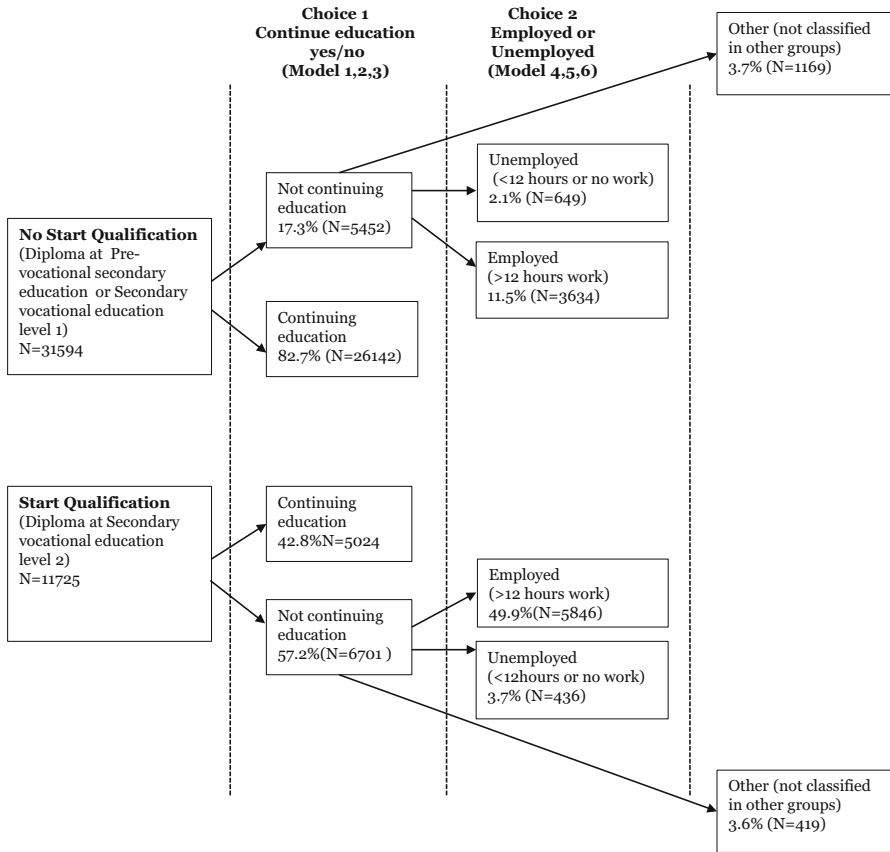 Choice 1
Continue education
yes/no
(Model 1,2,3)
Choice 2
Employed or
Unemployed
(Model 4,5,6)
Other (not classified
in other groups)
3.7% (N=1169)
Unemployed
(<12 hours or no work)
2.1% (N=649)
Not continuing
education
17.3% (N=5452)
No Start Qualification
(Diploma at Pre-
vocational secondary
education or Secondary
vocational education
level 1)
N=31594
Employed
(>12 hours work)
11.5% (N=3634)
Continuing
education
82.7% (N=26142)
Start Qualification
(Diploma at Secondary
vocational education
level 2)
N=11725
Continuing
education
42.8%N=5024
Employed
(>12 hours work)
49.9%(N=5846)
Not continuing
education
57.2%(N=6701 )
Unemployed
(<12hours or no work)
3.7% (N=436)
Other (not classified
in other groups)
3.6% (N=419)